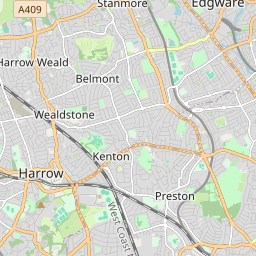 A409
Stanmore
Edgware
Harrow Weald
Belmont
Wealdstone
Kenton
Harrow
Preston
West Coast